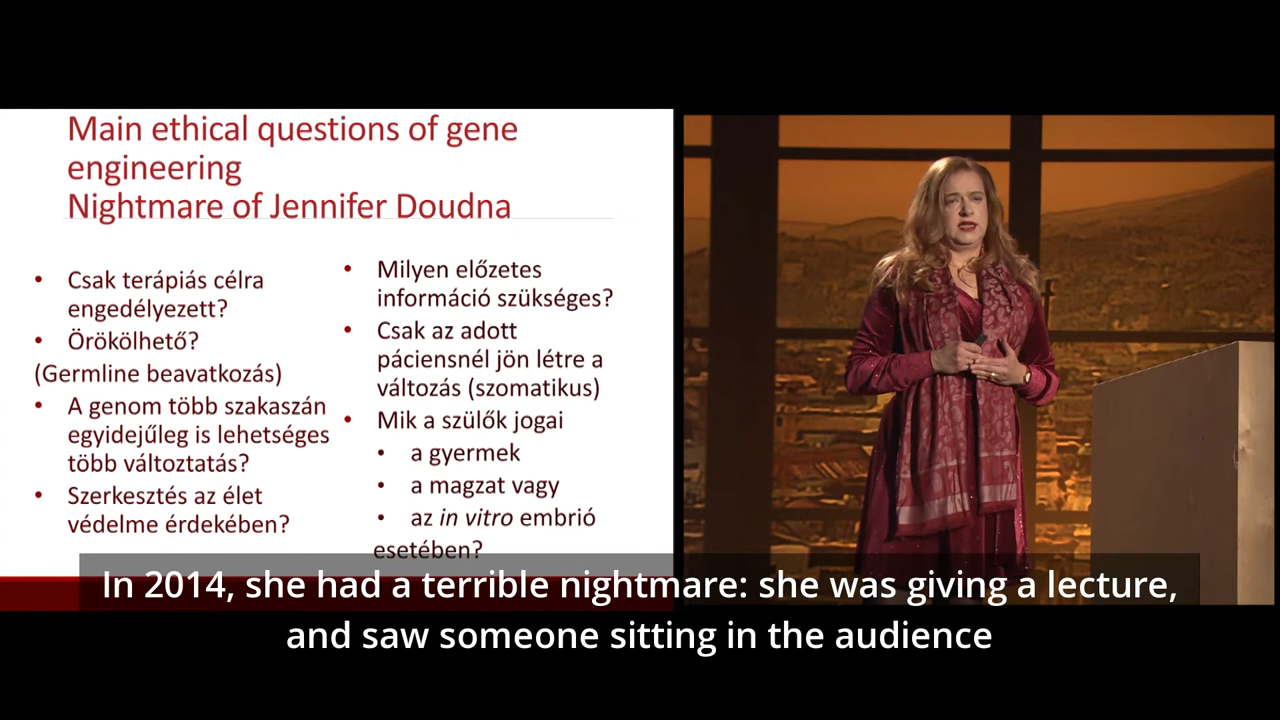 Main ethical questions of gene
engineering
Nightmare of Jennifer Doudna
• Csak terápiás célra
engedélyezett?
• Örökölhető?
(Germline beavatkozás)
• A genom több szakaszán
egyidejűleg is lehetséges
több változtatás?
• Szerkesztés az élet
védelme érdekében?
• Milyen előzetes
információ szükséges?
• Csak az adott
páciensnél jön létre a
változás (szomatikus)
• Mik a szülők jogai
• a gyermek
• a magzat vagy
• az in vitro embrió
esetében?
In 2014, she had a terrible nightmare: she was giving a lecture,
and saw someone sitting in the audience